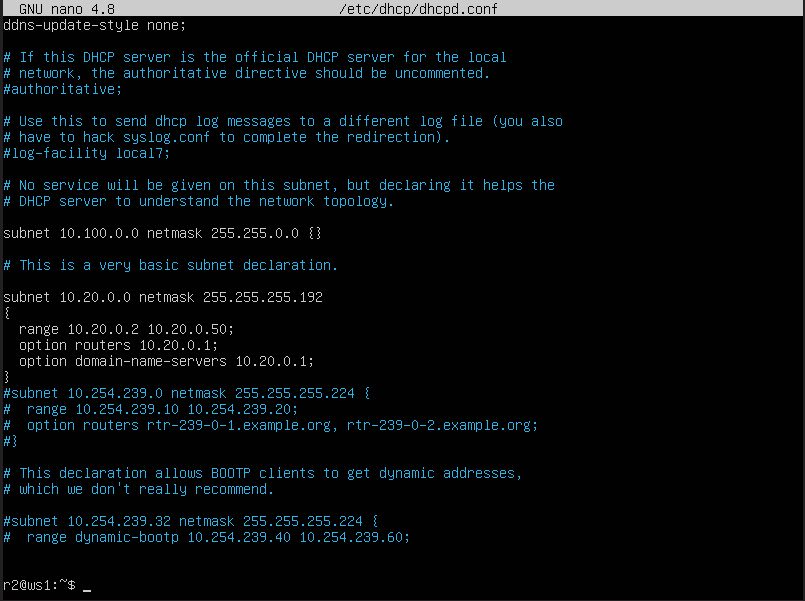 GNU nano 4.8 /etc/dhcp/dhcpd.conf
ddns-update-style none;
# If this DHCP server is the official DHCP server for the local
# network, the authoritative directive should be uncommented.
#authoritative;
# Use this to send dhcp log messages to a different log file (you also
# have to hack syslog.conf to complete the redirection).
#log-facility local7;
# No service will be given on this subnet, but declaring it helps the
# DHCP server to understand the network topology.
subnet 10.100.0.0 netmask 255.255.0.0 {}
# This is a very basic subnet declaration.
subnet 10.20.0.0 netmask 255.255.255.192
{
  range 10.20.0.2 10.20.0.50;
  option routers 10.20.0.1;
  option domain-name-servers 10.20.0.1;
}
#subnet 10.254.239.0 netmask 255.255.255.224 {
#  range 10.254.239.10 10.254.239.20;
#  option routers rtr-239-0-1.example.org, rtr-239-0-2.example.org;
#}
# This declaration allows BOOTP clients to get dynamic addresses,
# which we don't really recommend.
#subnet 10.254.239.32 netmask 255.255.255.224 {
#  range dynamic-bootp 10.254.239.40 10.254.239.60;
r2@ws1:~$ _